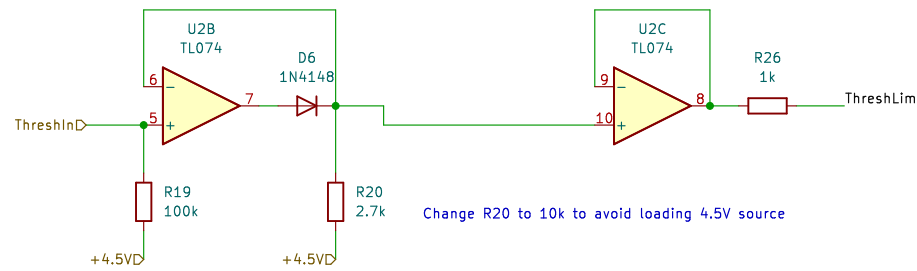 U2B
TL074
D6
1N4148
6
7
5
ThreshIn
R19
100k
+4.5V
R20
2.7k
+4.5V
U2C
TL074
9
8
10
R26
1k
ThreshLim
Change R20 to 10k to avoid loading 4.5V source